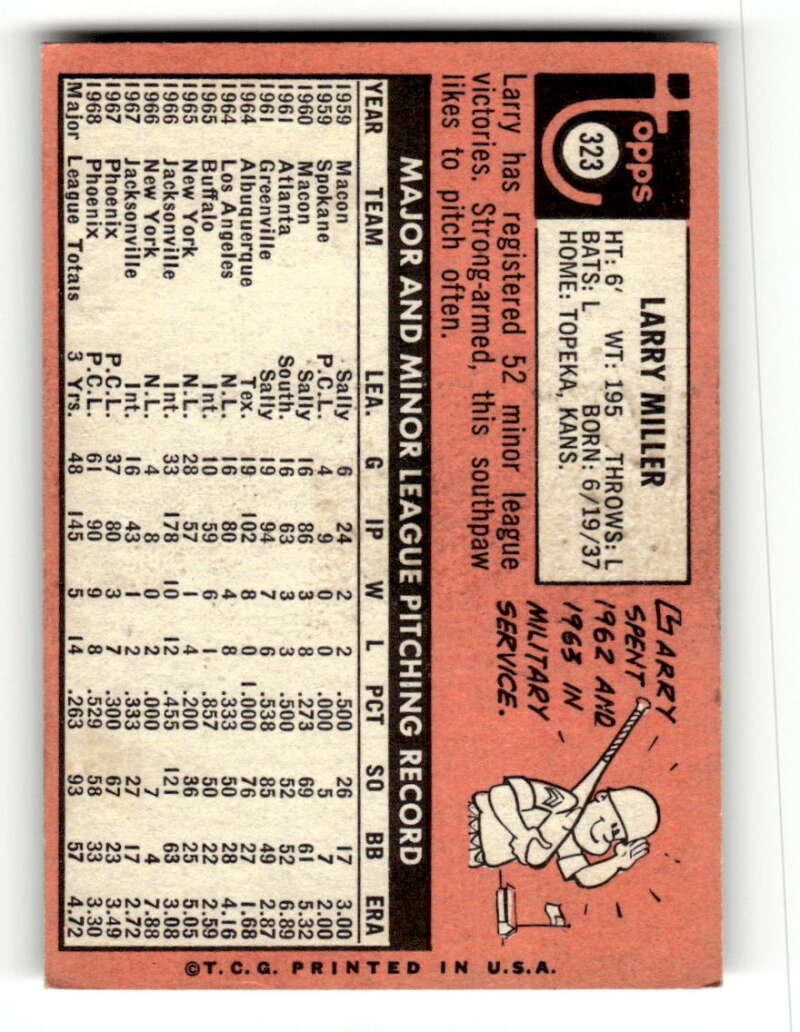 Topps
323
LARRY MILLER
HT: 6' WT: 195 THROWS: L
BATS: L BORN: 6/19/37
HOME: TOPEKA, KANS.
LARRY
SPENT
1962 AND
1963 IN
MILITARY
SERVICE.
Larry has registered 52 minor league
victories. Strong-armed, this southpaw
likes to pitch often.
MAJOR AND MINOR LEAGUE PITCHING RECORD
YEAR TEAM LEA. G IP W L PCT SO BB ERA
1959 Macon Sally 6 24 2 2 .500 26 17 3.00
1959 Spokane P.C.L. 4 9 0 0 .000 5 7 2.00
1960 Macon Sally 16 86 3 8 .273 69 61 5.32
1961 Atlanta South. 16 63 3 3 .500 52 52 6.89
1961 Greenville Sally 19 94 7 6 .538 85 49 2.87
1964 Albuquerque Tex. 19 102 8 0 1.000 76 27 1.68
1964 Los Angeles N.L. 16 80 4 8 .333 50 28 4.16
1965 Buffalo Int. 10 59 6 1 .857 50 22 2.59
1965 New York N.L. 28 57 1 4 .200 36 25 5.05
1966 Jacksonville Int. 33 178 10 12 .455 121 63 3.08
1966 New York N.L. 4 8 0 2 .000 7 4 7.88
1967 Jacksonville Int. 16 43 1 2 .333 27 17 2.72
1967 Phoenix P.C.L. 37 80 3 7 .300 67 23 3.49
1968 Phoenix P.C.L. 61 90 9 8 .529 58 33 3.30
Major League Totals 3 Yrs. 48 145 5 14 .263 93 57 4.72
©T.C.G. PRINTED IN U.S.A.